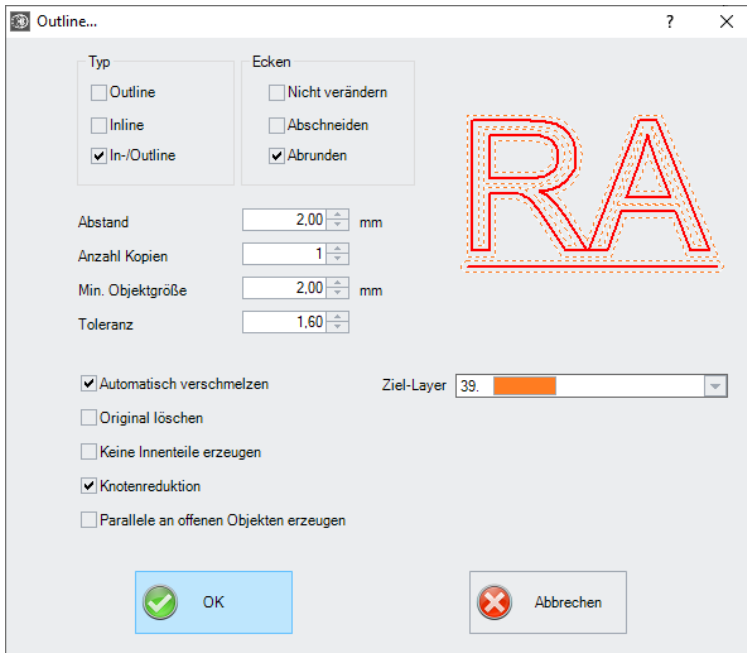 Outline...
Typ
Outline
Inline
In-/Outline
Ecken
Nicht verändern
Abschneiden
Abrunden
RA
Abstand 2,00 mm
Anzahl Kopien 1
Min. Objektgröße 2,00 mm
Toleranz 1,60
Automatisch verschmelzen
Original löschen
Keine Innenteile erzeugen
Knotenreduktion
Parallele an offenen Objekten erzeugen
Ziel-Layer 39.
OK
Abbrechen